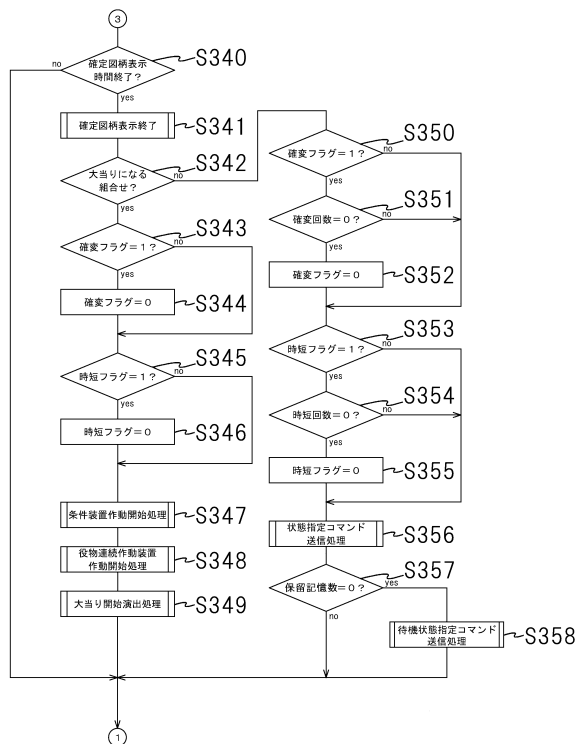 3
確定図柄表示
時間終了？
no
yes
S340
確定図柄表示終了
S341
大当りになる
組合せ？
no
yes
S342
確変フラグ＝１？
no
yes
S343
確変フラグ＝０
S344
時短フラグ＝１？
no
yes
S345
時短フラグ＝０
S346
条件装置作動開始処理
S347
役物連続作動装置
作動開始処理
S348
大当り開始演出処理
S349
確変フラグ＝１？
no
yes
S350
確変回数＝０？
no
yes
S351
確変フラグ＝０
S352
時短フラグ＝１？
no
yes
S353
時短回数＝０？
no
yes
S354
時短フラグ＝０
S355
状態指定コマンド
送信処理
S356
保留記憶数＝０？
yes
no
S357
待機状態指定コマンド
送信処理
S358
1